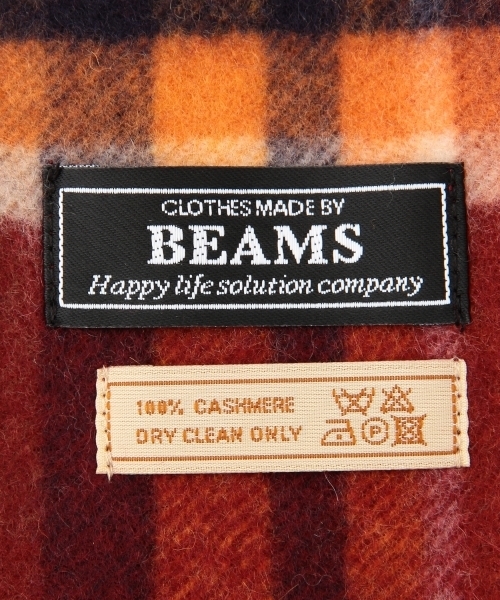 CLOTHES MADE BY
BEAMS
Happy life solution company
100% CASHMERE
DRY CLEAN ONLY
P